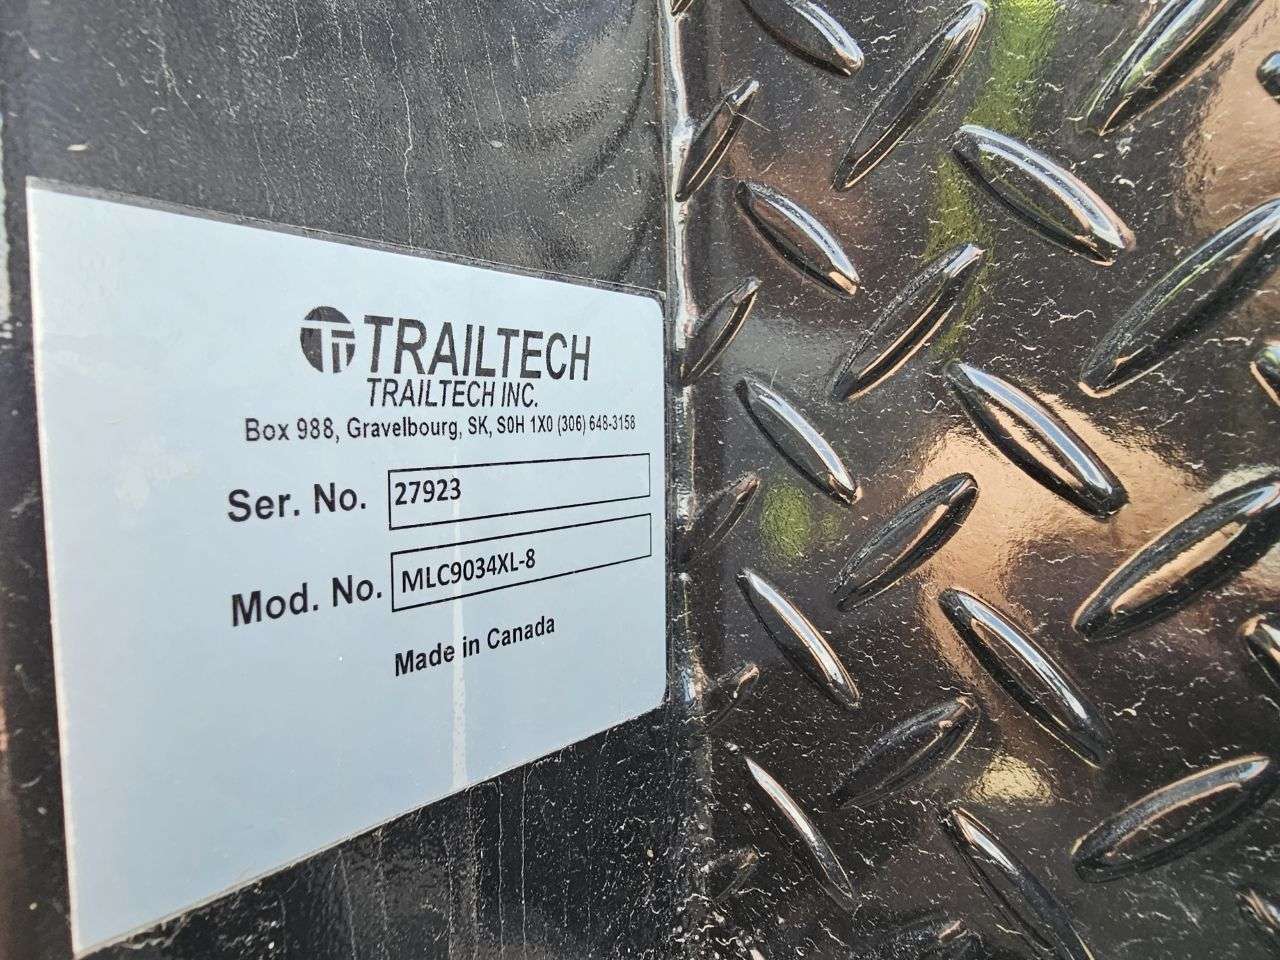 TRAILTECH
TRAILTECH INC.
Box 988, Gravelbourg, SK, S0H 1X0 (306) 648-3158
Ser. No. 27923
Mod. No. MLC9034XL-8
Made in Canada